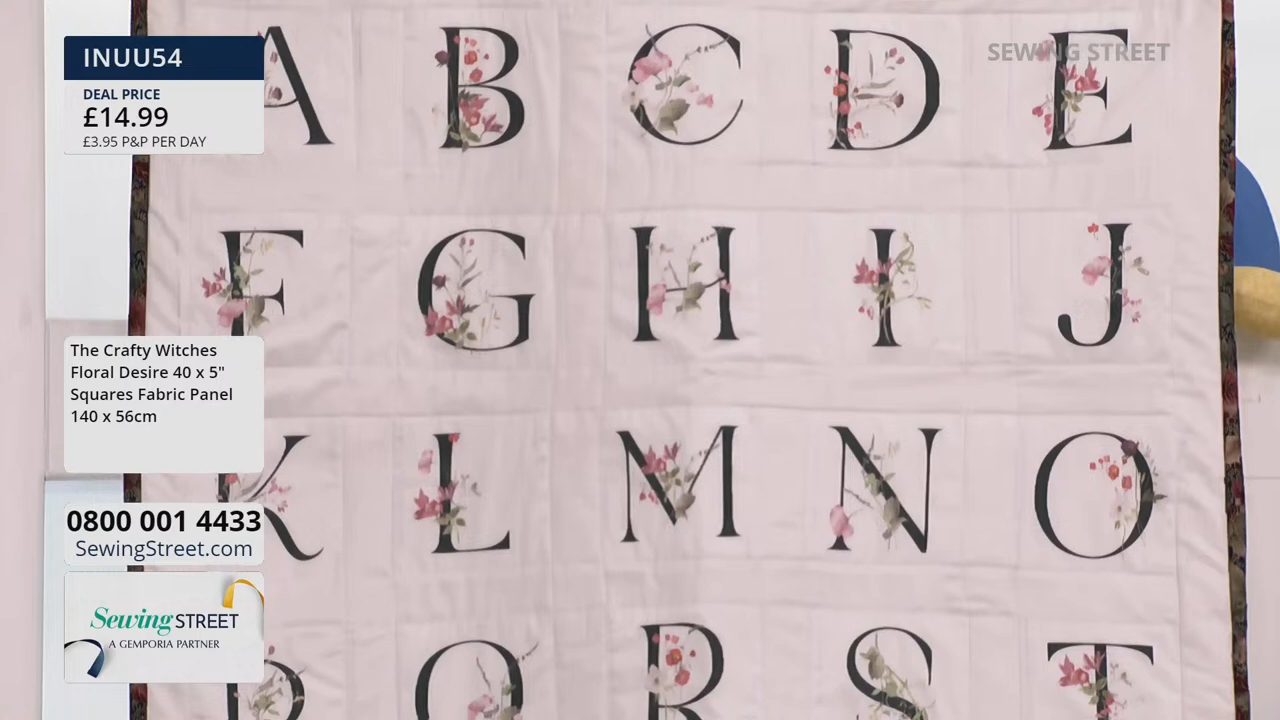 INUU54
DEAL PRICE
£14.99
£3.95 P&P PER DAY
SEWING STREET
A B C D E
F G H I J
The Crafty Witches
Floral Desire 40 x 5"
Squares Fabric Panel
140 x 56cm
K L M N O
0800 001 4433
SewingStreet.com
Sewing STREET
A GEMPORIA PARTNER
P Q R S T